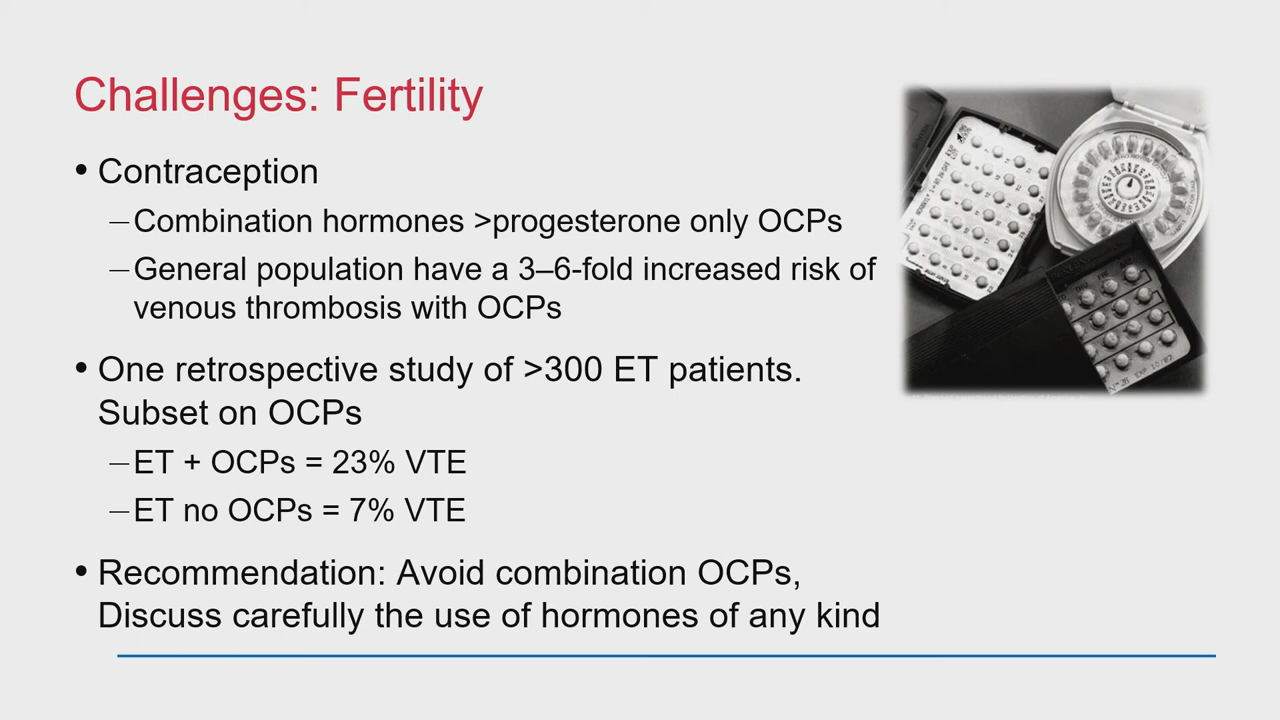 Challenges: Fertility
• Contraception
–Combination hormones >progesterone only OCPs
–General population have a 3–6-fold increased risk of
venous thrombosis with OCPs
• One retrospective study of >300 ET patients.
Subset on OCPs
–ET + OCPs = 23% VTE
–ET no OCPs = 7% VTE
• Recommendation: Avoid combination OCPs,
Discuss carefully the use of hormones of any kind